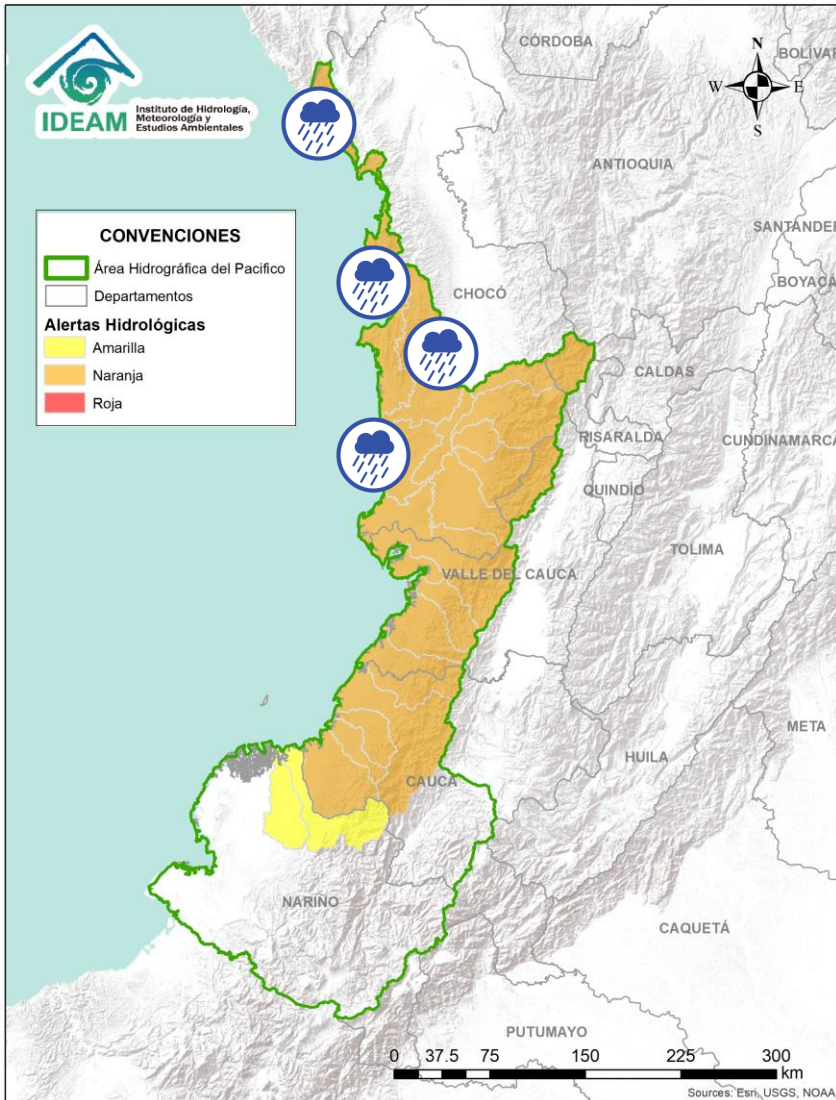 IDEAM
Instituto de Hidrología,
Meteorología y
Estudios Ambientales
CÓRDOBA
BOLÍVAR
N
W
E
S
ANTIOQUIA
SANTANDER
BOYACÁ
CONVENCIONES
Área Hidrográfica del Pacifico
Departamentos
Alertas Hidrológicas
Amarilla
Naranja
Roja
CHOCÓ
CALDAS
RISARALDA
CUNDINAMARCA
QUINDÍO
TOLIMA
VALLE DEL CAUCA
META
HUILA
CAUCA
NARIÑO
CAQUETÁ
PUTUMAYO
0 37.5 75 150 225 300
km
Sources: Esri, USGS, NOAA